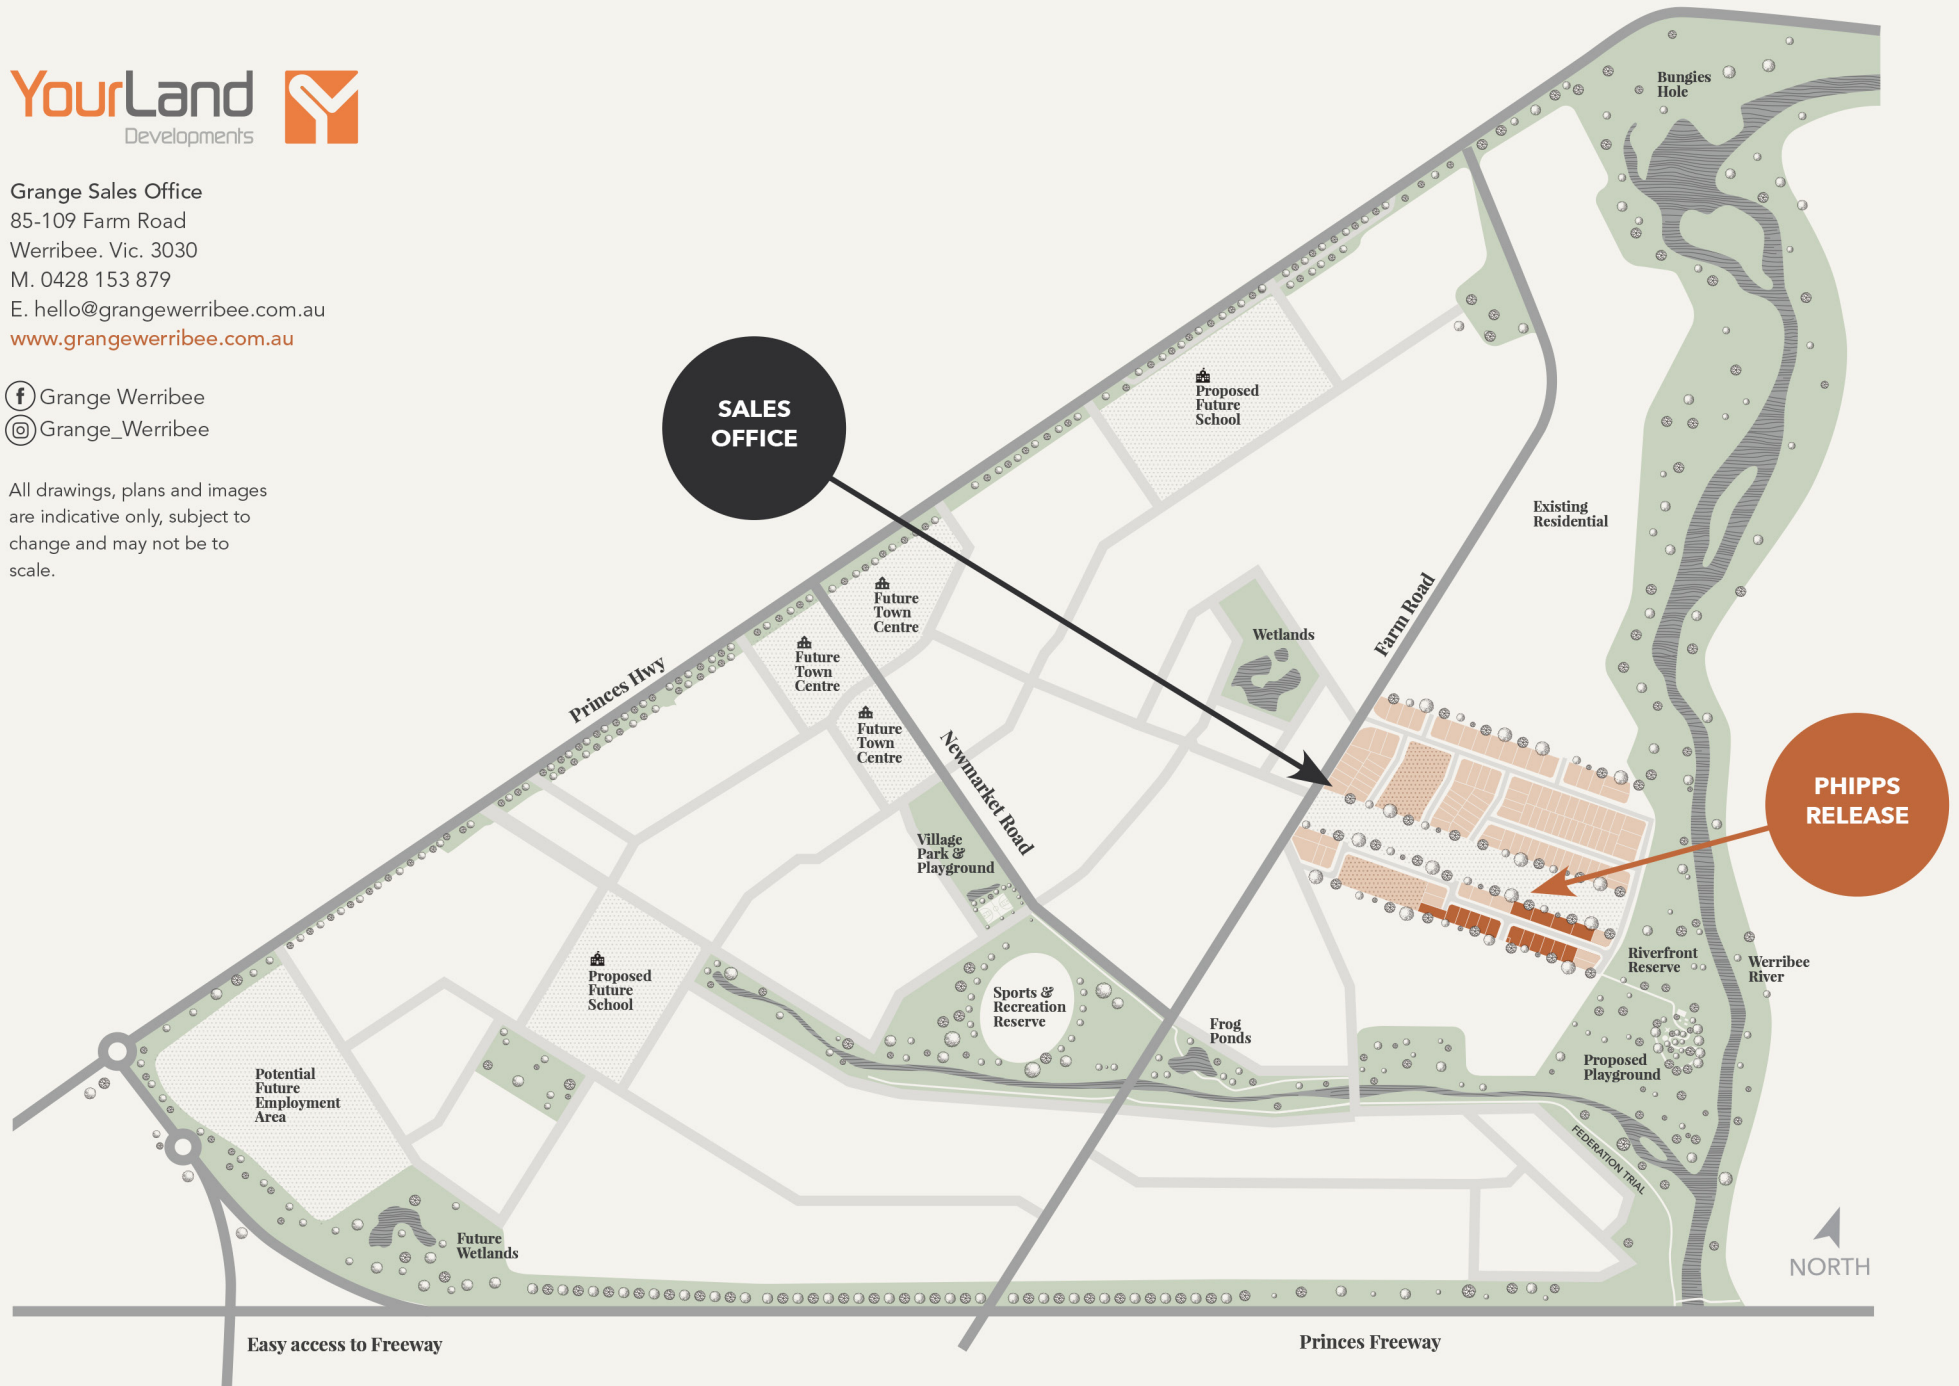 YourLand
Developments
Grange Sales Office
85-109 Farm Road
Werribee. Vic. 3030
M. 0428 153 879
E. hello@grangewerribee.com.au
www.grangewerribee.com.au
Grange Werribee
Grange_Werribee
All drawings, plans and images
are indicative only, subject to
change and may not be to
scale.
Bungies
Hole
SALES
OFFICE
Proposed
Future
School
Existing
Residential
Future
Town
Centre
Future
Town
Centre
Future
Town
Centre
Princes Hwy
Wetlands
Farm Road
Newmarket Road
PHIPPS
RELEASE
Village
Park &
Playground
Proposed
Future
School
Sports &
Recreation
Reserve
Frog
Ponds
Riverfront
Reserve
Werribee
River
Proposed
Playground
Potential
Future
Employment
Area
FEDERATION TRIAL
Future
Wetlands
NORTH
Easy access to Freeway
Princes Freeway